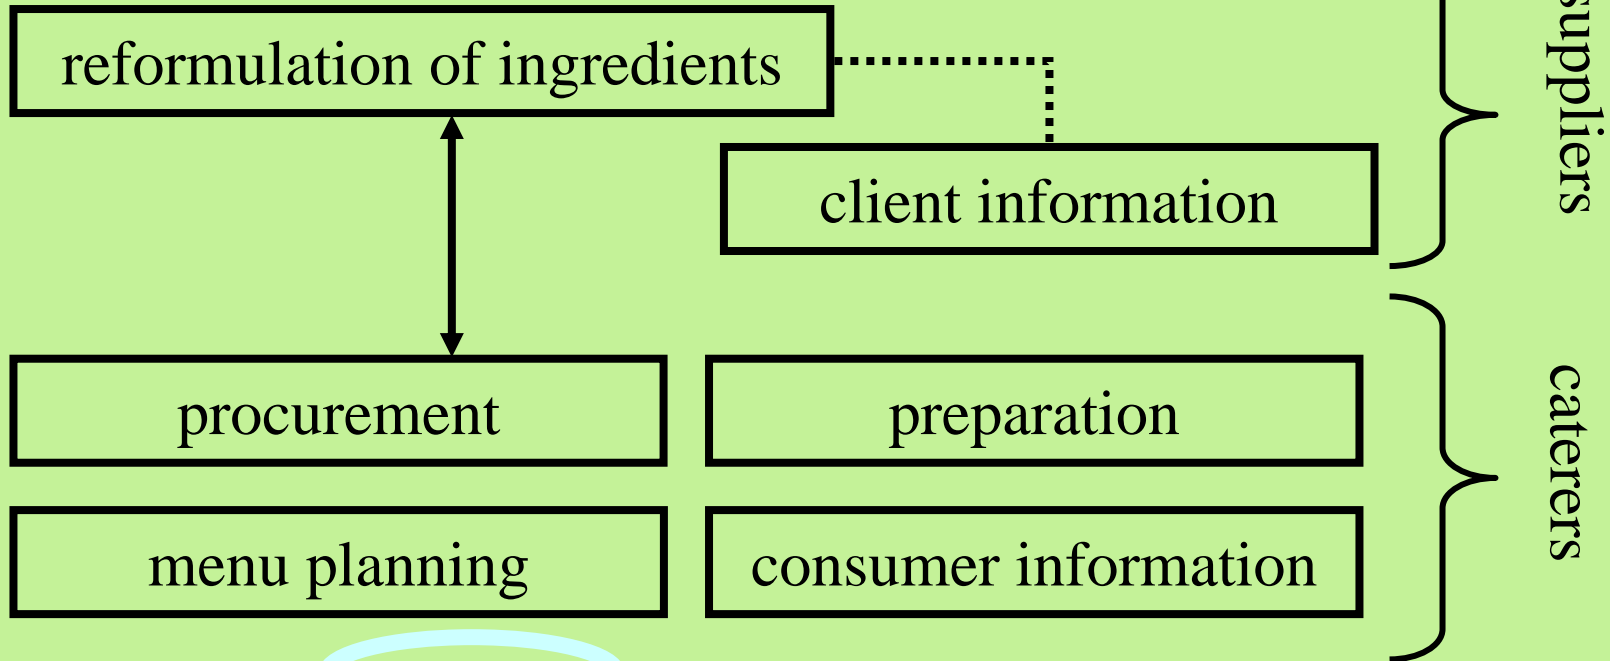 reformulation of ingredients
client information
suppliers
procurement
preparation
caterers
menu planning
consumer information